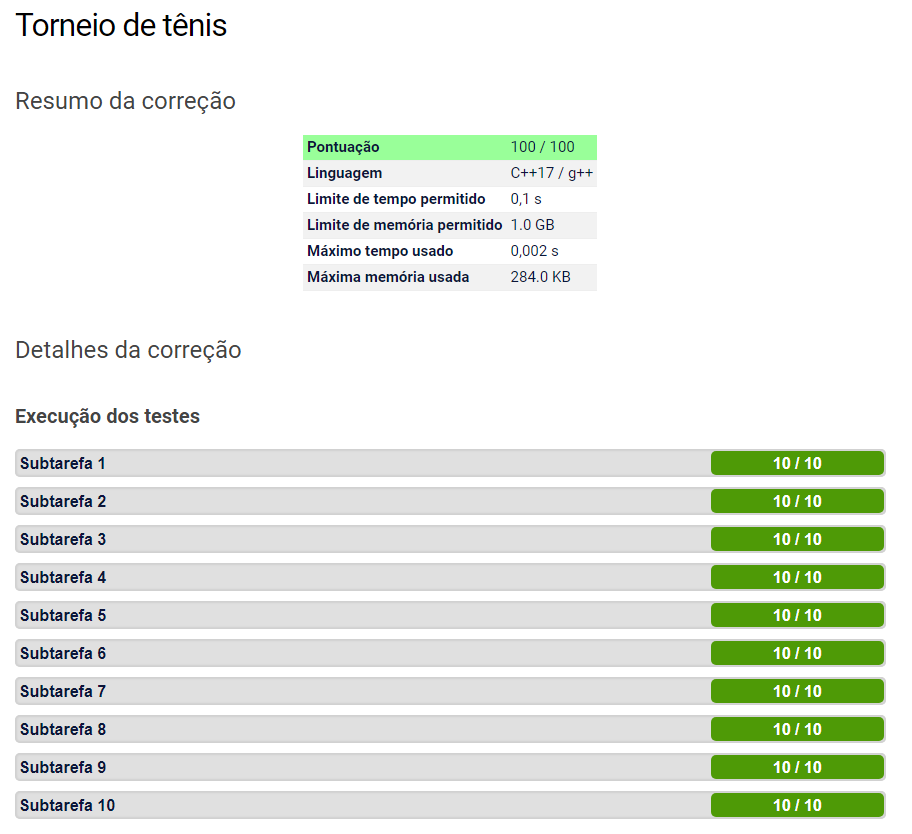 Torneio de tênis
Resumo da correção
Pontuação 100 / 100
Linguagem C++17 / g++
Limite de tempo permitido 0,1 s
Limite de memória permitido 1.0 GB
Máximo tempo usado 0,002 s
Máxima memória usada 284.0 KB
Detalhes da correção
Execução dos testes
Subtarefa 1 10 / 10
Subtarefa 2 10 / 10
Subtarefa 3 10 / 10
Subtarefa 4 10 / 10
Subtarefa 5 10 / 10
Subtarefa 6 10 / 10
Subtarefa 7 10 / 10
Subtarefa 8 10 / 10
Subtarefa 9 10 / 10
Subtarefa 10 10 / 10